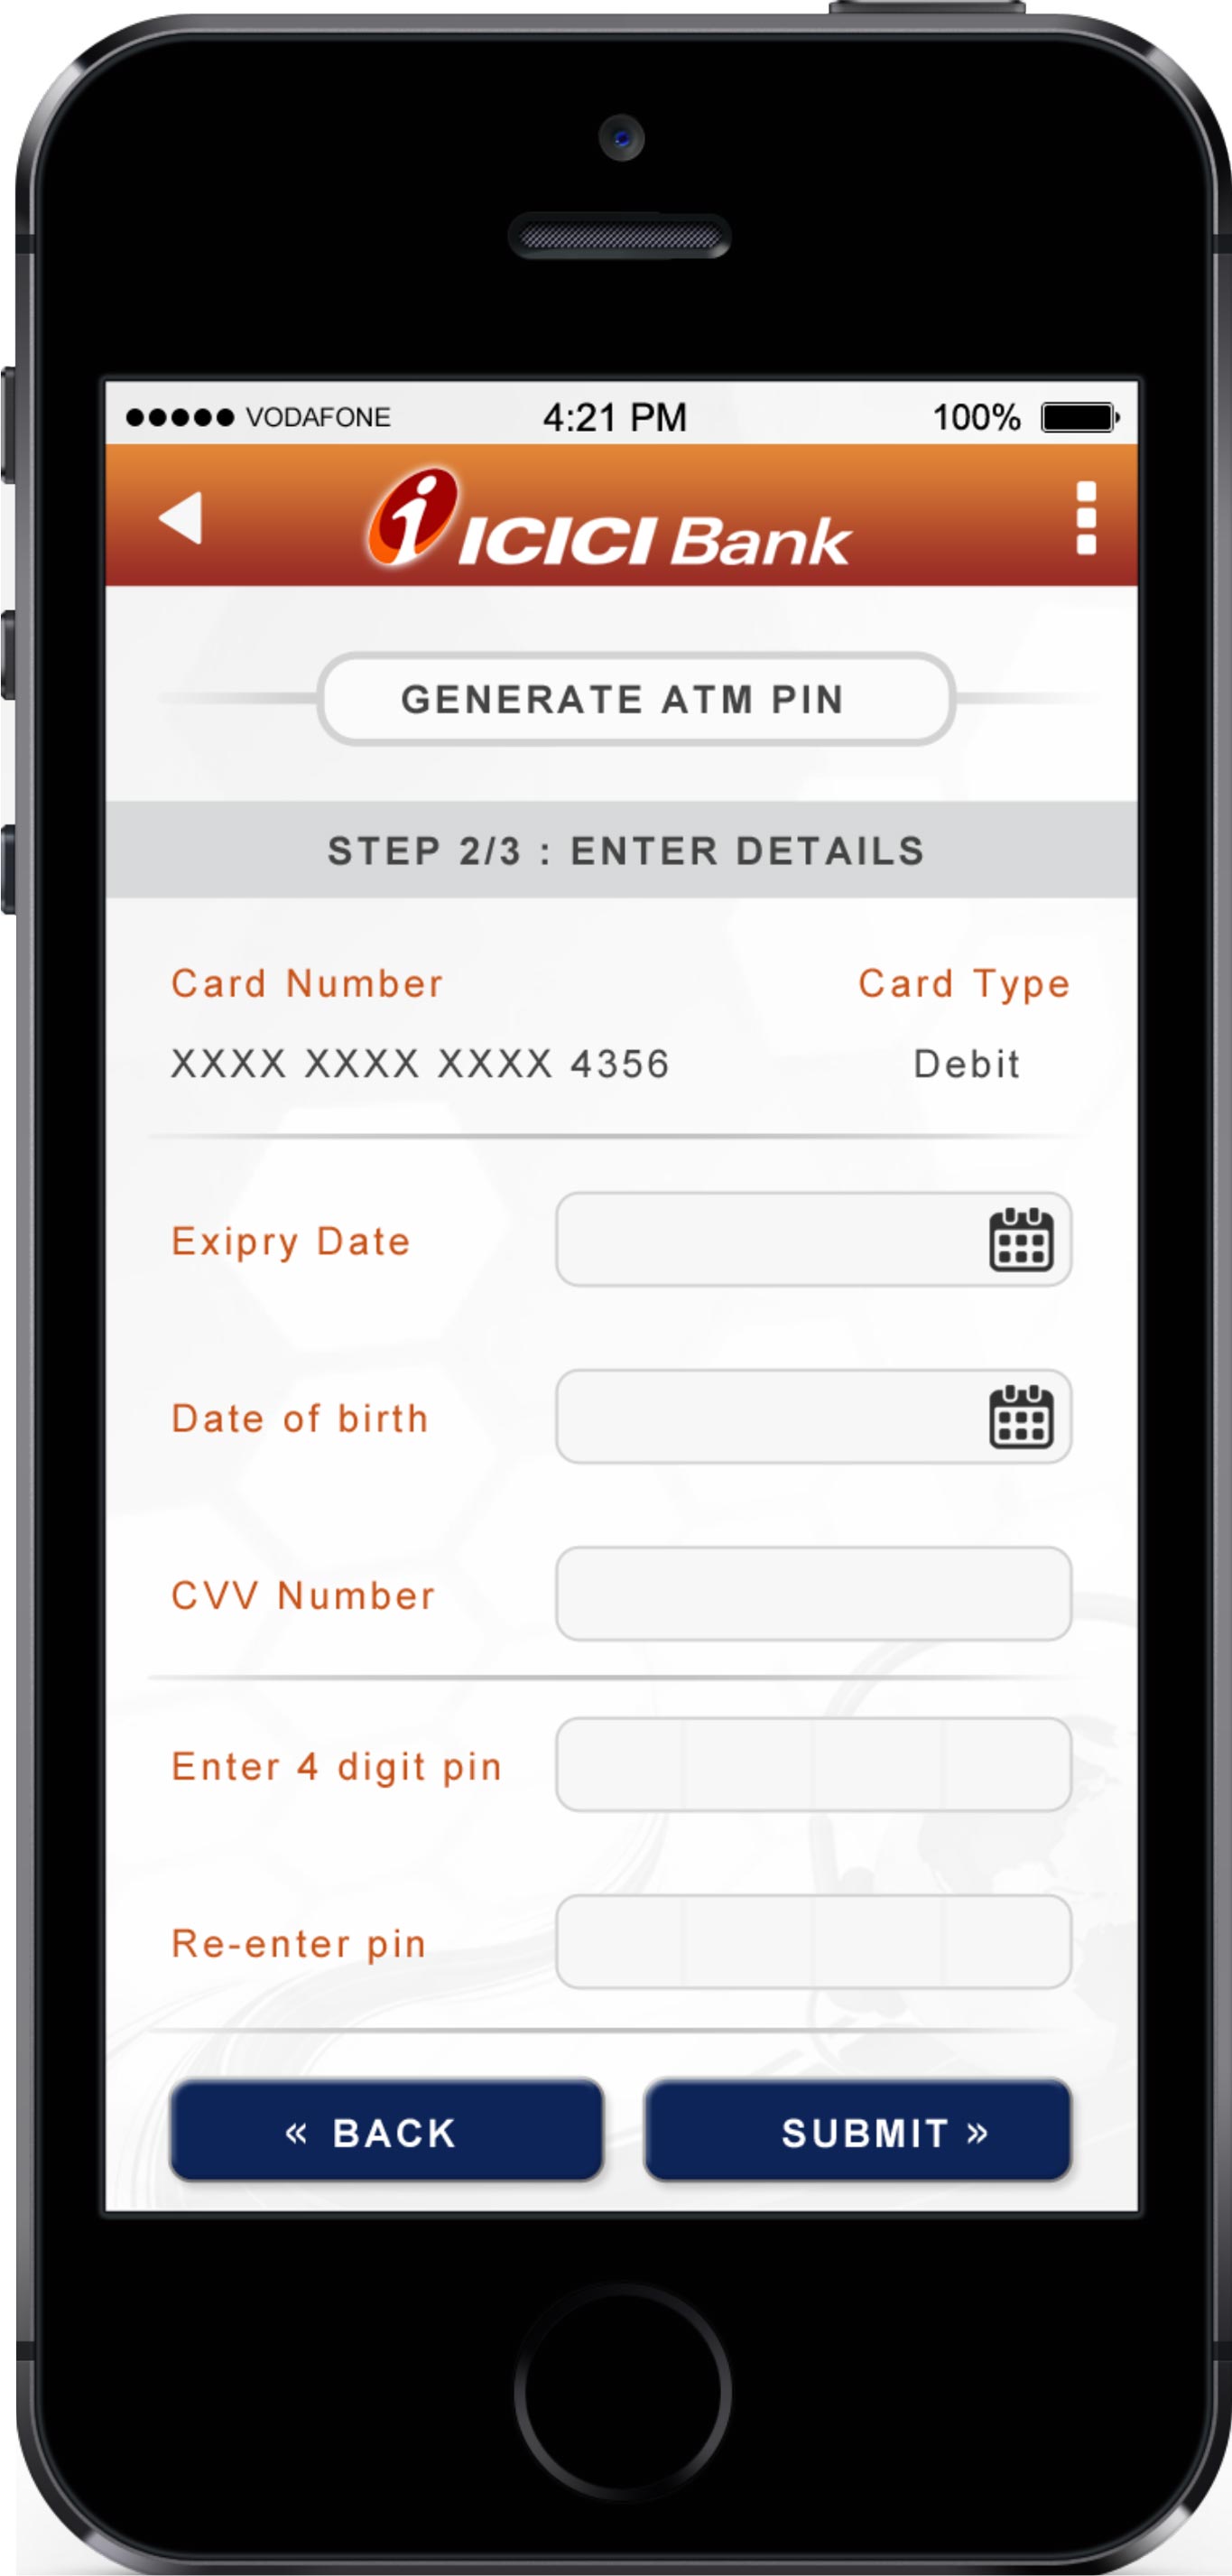 VODAFONE 4:21 PM 100%
i ICICI Bank
GENERATE ATM PIN
STEP 2/3 : ENTER DETAILS
Card Number Card Type
XXXX XXXX XXXX 4356 Debit
Exipry Date
Date of birth
CVV Number
Enter 4 digit pin
Re-enter pin
« BACK SUBMIT »